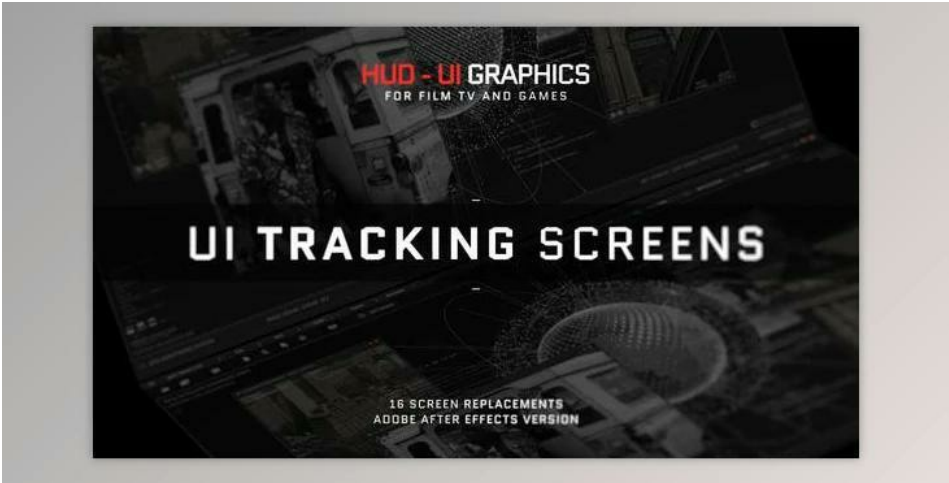 HUD - UI GRAPHICS
FOR FILM TV AND GAMES
UI TRACKING SCREENS
16 SCREEN REPLACEMENTS
ADOBE AFTER EFFECTS VERSION